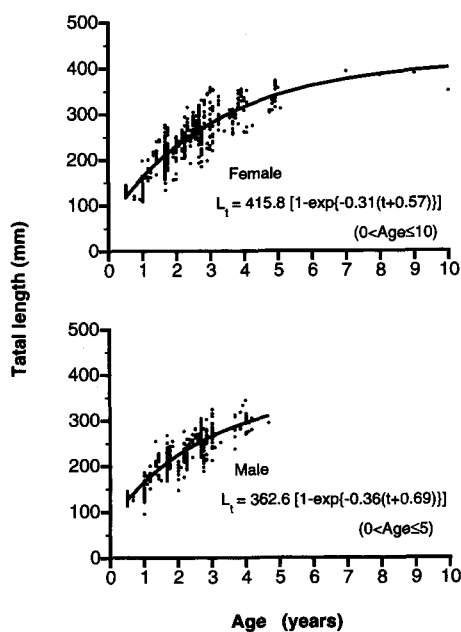 Tatal length (mm)
500
400
300
200
100
0
Female
L_t = 415.8 [1-exp{-0.31(t+0.57)}]
(0<Age≤10)
0 1 2 3 4 5 6 7 8 9 10
500
400
300
200
100
0
Male
L_t = 362.6 [1-exp{-0.36(t+0.69)}]
(0<Age≤5)
0 1 2 3 4 5 6 7 8 9 10
Age (years)